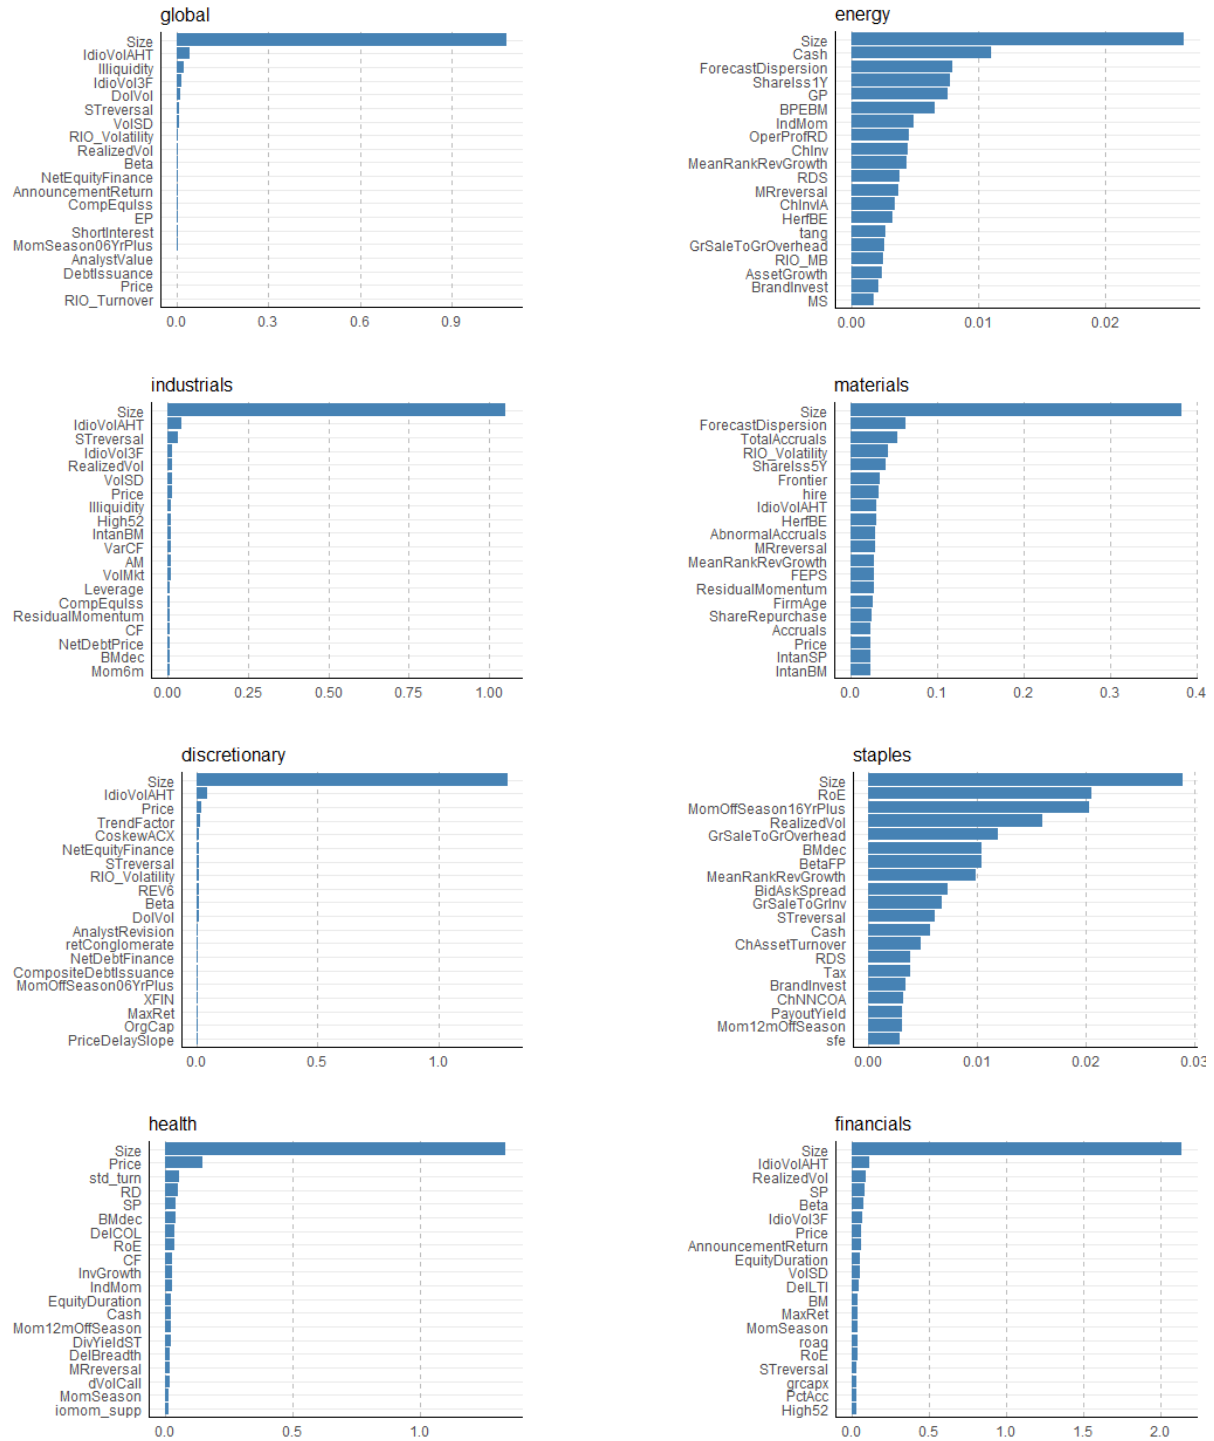 global
Size
IdioVolAHT
Illiquidity
IdioVol3F
DolVol
STreversal
VolSD
RIO_Volatility
RealizedVol
Beta
NetEquityFinance
AnnouncementReturn
CompEquIss
EP
ShortInterest
MomSeason06YrPlus
AnalystValue
DebtIssuance
Price
RIO_Turnover
0.0 0.3 0.6 0.9
energy
Size
Cash
ForecastDispersion
ShareIss1Y
GP
BPEBM
IndMom
OperProfRD
ChInv
MeanRankRevGrowth
RDS
MRreversal
ChInvIA
HerfBE
tang
GrSaleToGrOverhead
RIO_MB
AssetGrowth
BrandInvest
MS
0.00 0.01 0.02
industrials
Size
IdioVolAHT
STreversal
IdioVol3F
RealizedVol
VolSD
Price
Illiquidity
High52
IntanBM
VarCF
AM
VolMkt
Leverage
CompEquIss
ResidualMomentum
CF
NetDebtPrice
BMdec
Mom6m
0.00 0.25 0.50 0.75 1.00
materials
Size
ForecastDispersion
TotalAccruals
RIO_Volatility
ShareIss5Y
Frontier
hire
IdioVolAHT
HerfBE
AbnormalAccruals
MRreversal
MeanRankRevGrowth
FEPS
ResidualMomentum
FirmAge
ShareRepurchase
Accruals
Price
IntanSP
IntanBM
0.0 0.1 0.2 0.3 0.4
discretionary
Size
IdioVolAHT
Price
TrendFactor
CoskewACX
NetEquityFinance
STreversal
RIO_Volatility
REV6
Beta
DolVol
AnalystRevision
retConglomerate
NetDebtFinance
CompositeDebtIssuance
MomOffSeason06YrPlus
XFIN
MaxRet
OrgCap
PriceDelaySlope
0.0 0.5 1.0
staples
Size
RoE
MomOffSeason16YrPlus
RealizedVol
GrSaleToGrOverhead
BMdec
BetaFP
MeanRankRevGrowth
BidAskSpread
GrSaleToGrInv
STreversal
Cash
ChAssetTurnover
RDS
Tax
BrandInvest
ChNNCOA
PayoutYield
Mom12mOffSeason
sfe
0.00 0.01 0.02 0.03
health
Size
Price
std_turn
RD
SP
BMdec
DelCOL
RoE
CF
InvGrowth
IndMom
EquityDuration
Cash
Mom12mOffSeason
DivYieldST
DelBreadth
MRreversal
dVolCall
MomSeason
iomom_supp
0.0 0.5 1.0
financials
Size
IdioVolAHT
RealizedVol
SP
Beta
IdioVol3F
Price
AnnouncementReturn
EquityDuration
VolSD
DelLTI
BM
MaxRet
MomSeason
roaq
RoE
STreversal
grcapx
PctAcc
High52
0.0 0.5 1.0 1.5 2.0